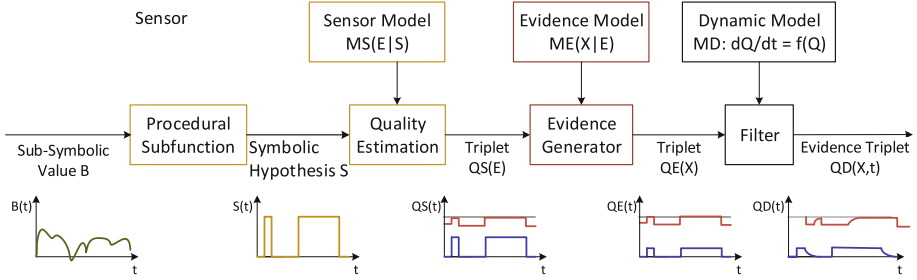 Sensor
Sensor Model
MS(E|S)
Evidence Model
ME(X|E)
Dynamic Model
MD: dQ/dt = f(Q)
Procedural
Subfunction
Quality
Estimation
Evidence
Generator
Filter
Sub-Symbolic
Value B
Symbolic
Hypothesis S
Triplet
QS(E)
Triplet
QE(X)
Evidence Triplet
QD(X,t)
B(t)
t
S(t)
t
QS(t)
t
QE(t)
t
QD(t)
t